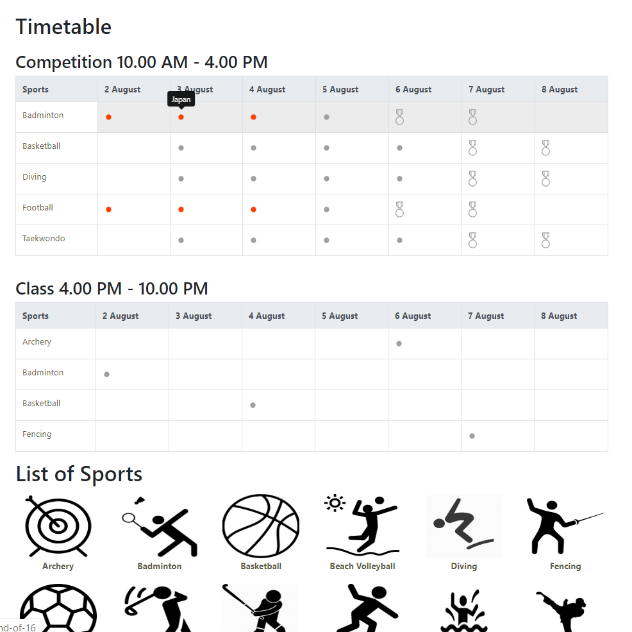 Timetable
Competition 10.00 AM - 4.00 PM
Sports 2 August 3 August 4 August 5 August 6 August 7 August 8 August
Japan
Badminton
Basketball
Diving
Football
Taekwondo
Class 4.00 PM - 10.00 PM
Sports 2 August 3 August 4 August 5 August 6 August 7 August 8 August
Archery
Badminton
Basketball
Fencing
List of Sports
Archery Badminton Basketball Beach Volleyball Diving Fencing
nd-of-16